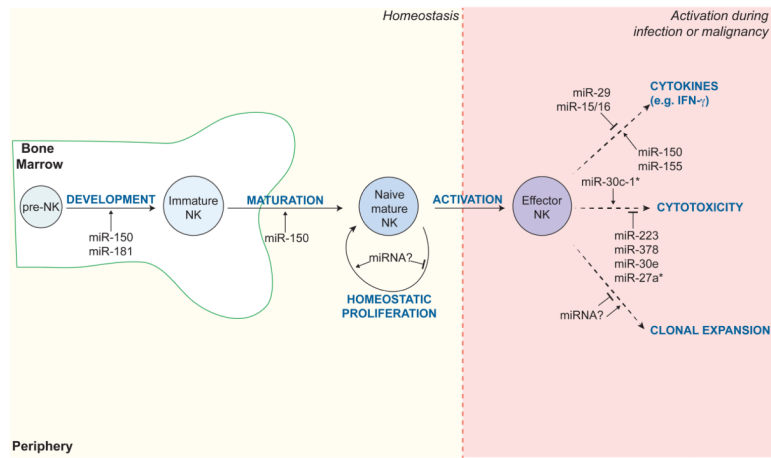 Homeostasis
Activation during
infection or malignancy
Bone
Marrow
pre-NK
DEVELOPMENT
miR-150
miR-181
Immature
NK
MATURATION
miR-150
Naive
mature
NK
miRNA?
HOMEOSTATIC
PROLIFERATION
ACTIVATION
Effector
NK
miR-29
miR-15/16
CYTOKINES
(e.g. IFN-γ)
miR-150
miR-155
miR-30c-1*
CYTOTOXICITY
miR-223
miR-378
miR-30e
miR-27a*
miRNA?
CLONAL EXPANSION
Periphery